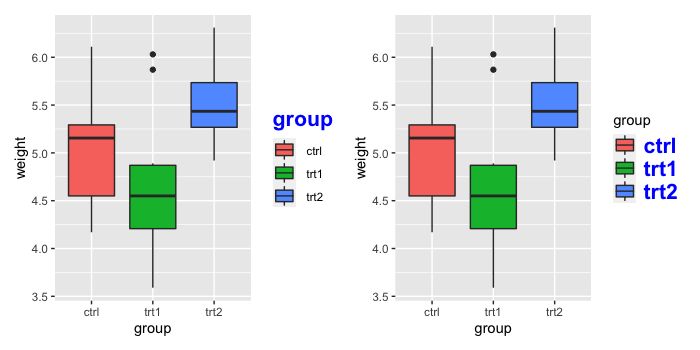 6.0
5.5
5.0
4.5
4.0
3.5
weight
ctrl trt1 trt2
group
group
ctrl
trt1
trt2
6.0
5.5
5.0
4.5
4.0
3.5
weight
ctrl trt1 trt2
group
group
ctrl
trt1
trt2